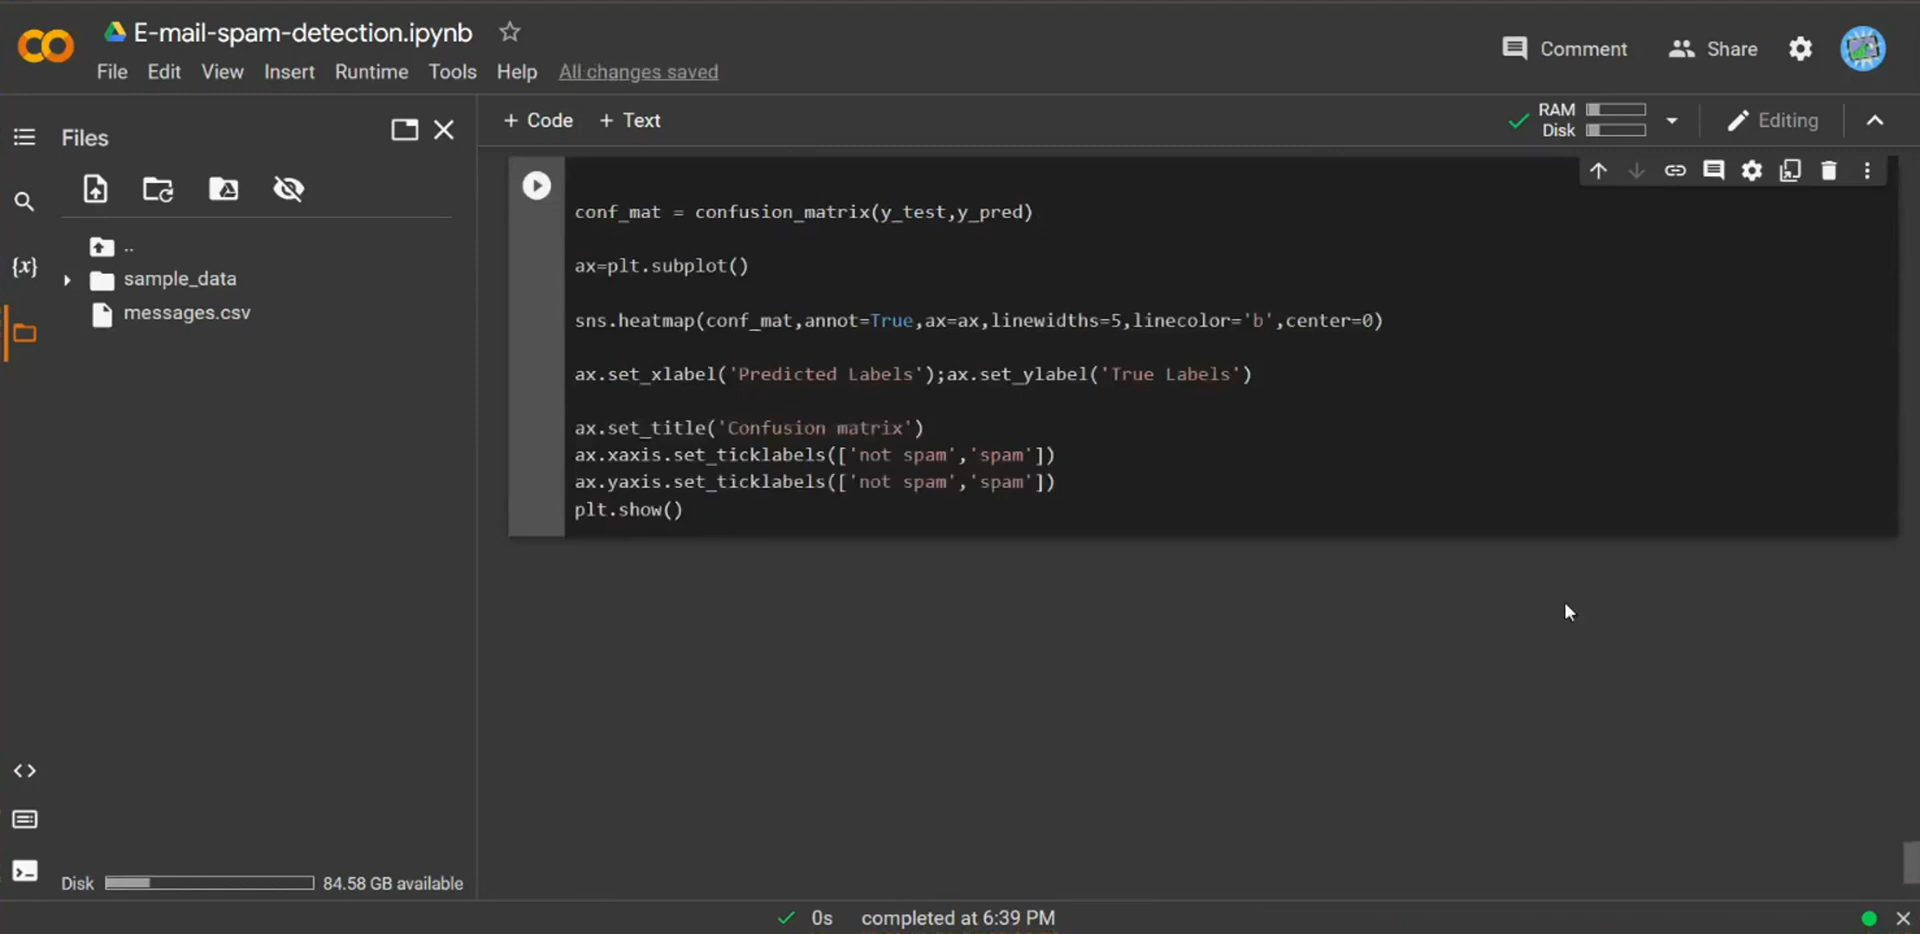 E-mail-spam-detection.ipynb
File Edit View Insert Runtime Tools Help All changes saved
Comment Share
Files
+ Code + Text
RAM
Disk
Editing
..
sample_data
messages.csv
{x}
conf_mat = confusion_matrix(y_test,y_pred)
ax=plt.subplot()
sns.heatmap(conf_mat,annot=True,ax=ax,linewidths=5,linecolor='b',center=0)
ax.set_xlabel('Predicted Labels');ax.set_ylabel('True Labels')
ax.set_title('Confusion matrix')
ax.xaxis.set_ticklabels(['not spam','spam'])
ax.yaxis.set_ticklabels(['not spam','spam'])
plt.show()
Disk 84.58 GB available
0s completed at 6:39 PM